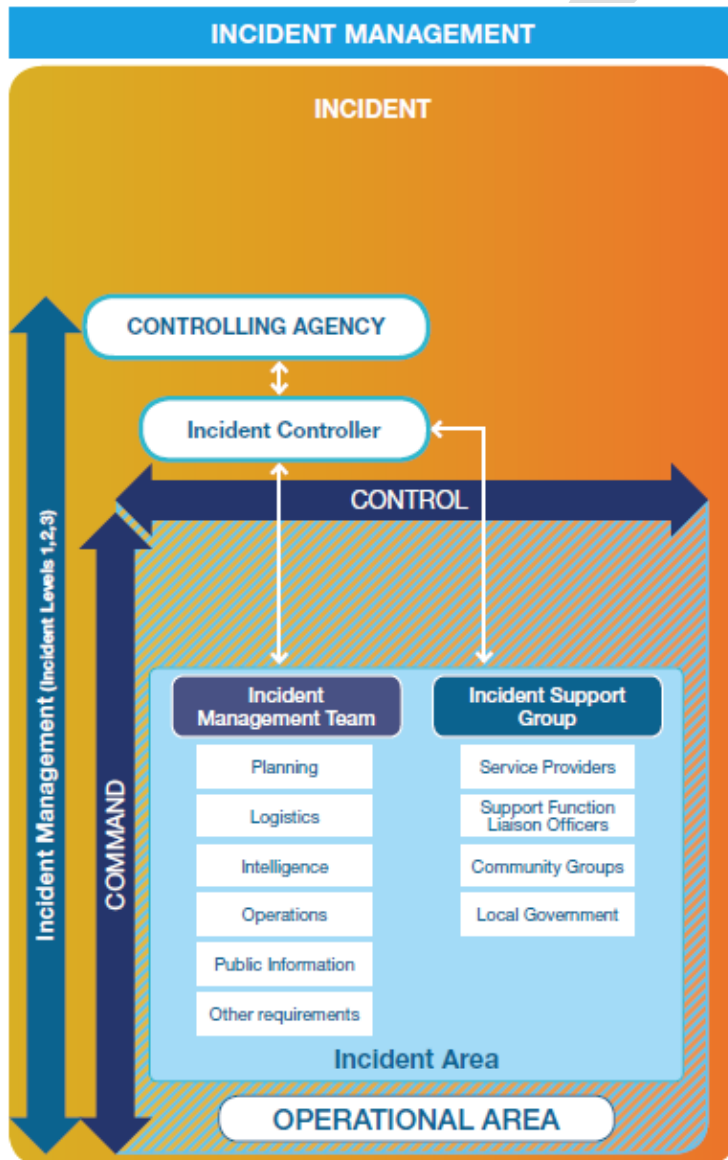 INCIDENT MANAGEMENT
INCIDENT
CONTROLLING AGENCY
Incident Controller
CONTROL
Incident Management (Incident Levels 1,2,3)
COMMAND
Incident
Management Team
Planning
Logistics
Intelligence
Operations
Public Information
Other requirements
Incident Support
Group
Service Providers
Support Function
Liaison Officers
Community Groups
Local Government
Incident Area
OPERATIONAL AREA